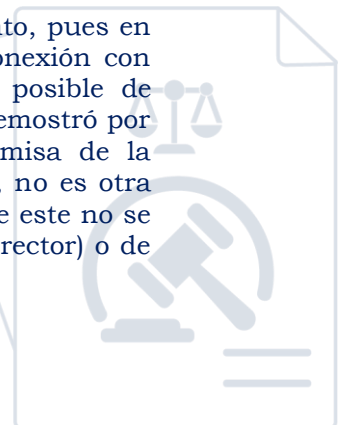 to, pues en
onexión con
posible de
emostró por
misa de la
, no es otra
e este no se
rector) o de